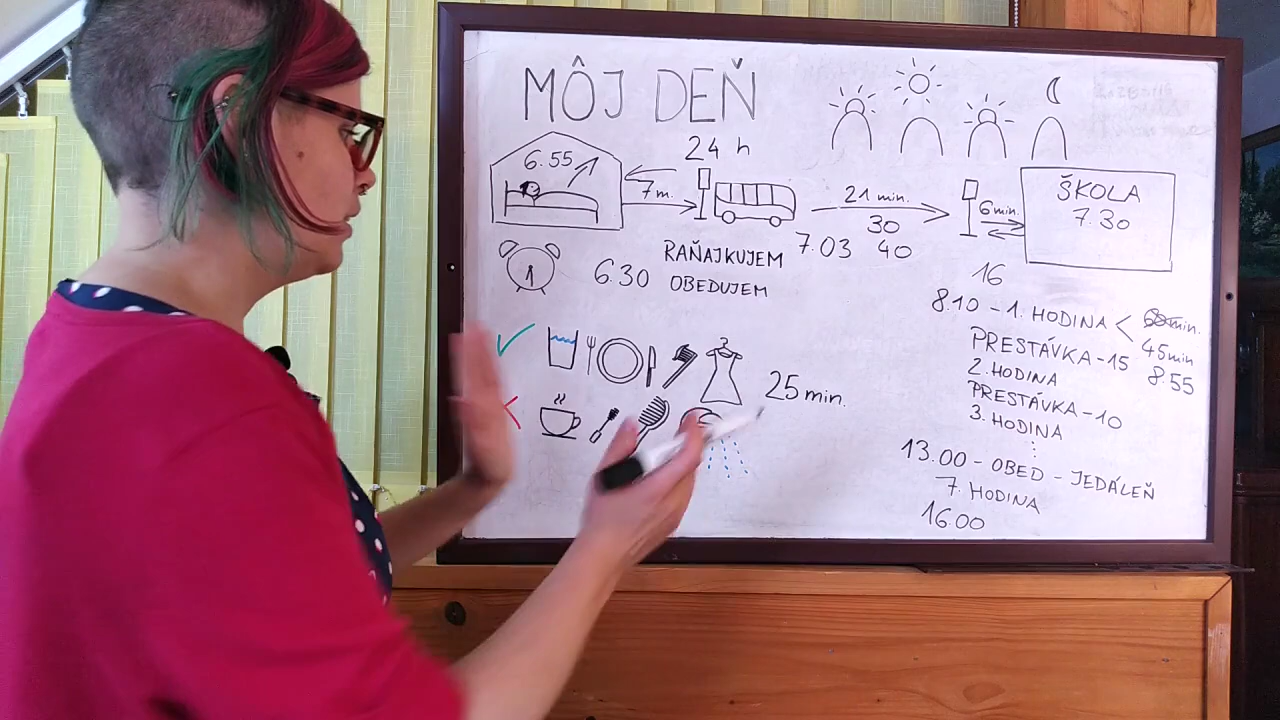 MÔJ DEŇ
24 h
6.55
7 m.
21 min.
30
40
7.03
6 min.
ŠKOLA
7.30
RAŇAJKUJEM
6.30 OBEDUJEM
16
8.10 - 1. HODINA <
45 min
8.55
PRESTÁVKA - 15
2. HODINA
PRESTÁVKA - 10
3. HODINA
25 min.
13.00 - OBED - JEDÁLEŇ
7. HODINA
16.00